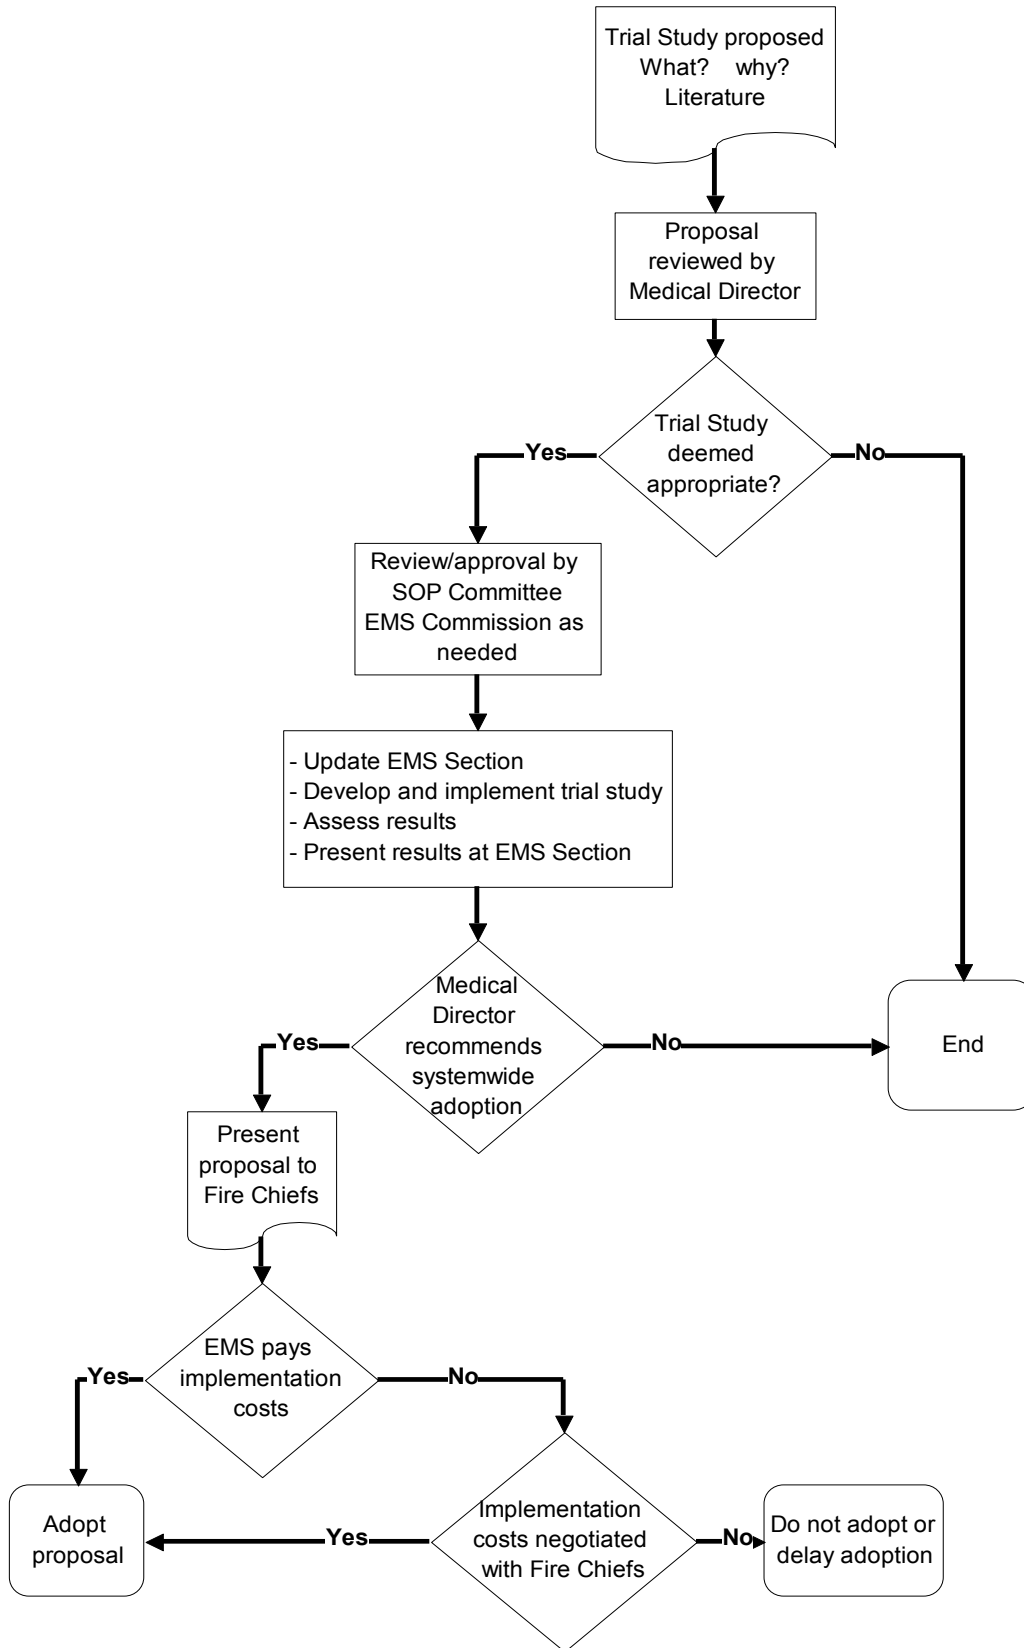 Trial Study proposed
What? why?
Literature
Proposal
reviewed by
Medical Director
Trial Study
deemed
appropriate?
Yes
No
Review/approval by
SOP Committee
EMS Commission as
needed
- Update EMS Section
- Develop and implement trial study
- Assess results
- Present results at EMS Section
Medical
Director
recommends
systemwide
adoption
Yes
No
End
Present
proposal to
Fire Chiefs
EMS pays
implementation
costs
Yes
No
Adopt
proposal
Implementation
costs negotiated
with Fire Chiefs
Yes
No
Do not adopt or
delay adoption